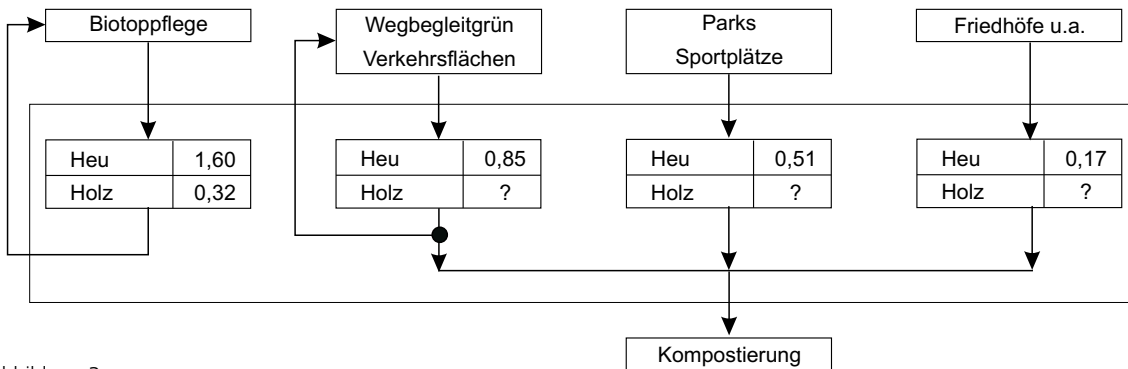 Biotoppflege
Wegbegleitgrün
Verkehrsflächen
Parks
Sportplätze
Friedhöfe u.a.
Heu 1,60
Holz 0,32
Heu 0,85
Holz ?
Heu 0,51
Holz ?
Heu 0,17
Holz ?
Kompostierung